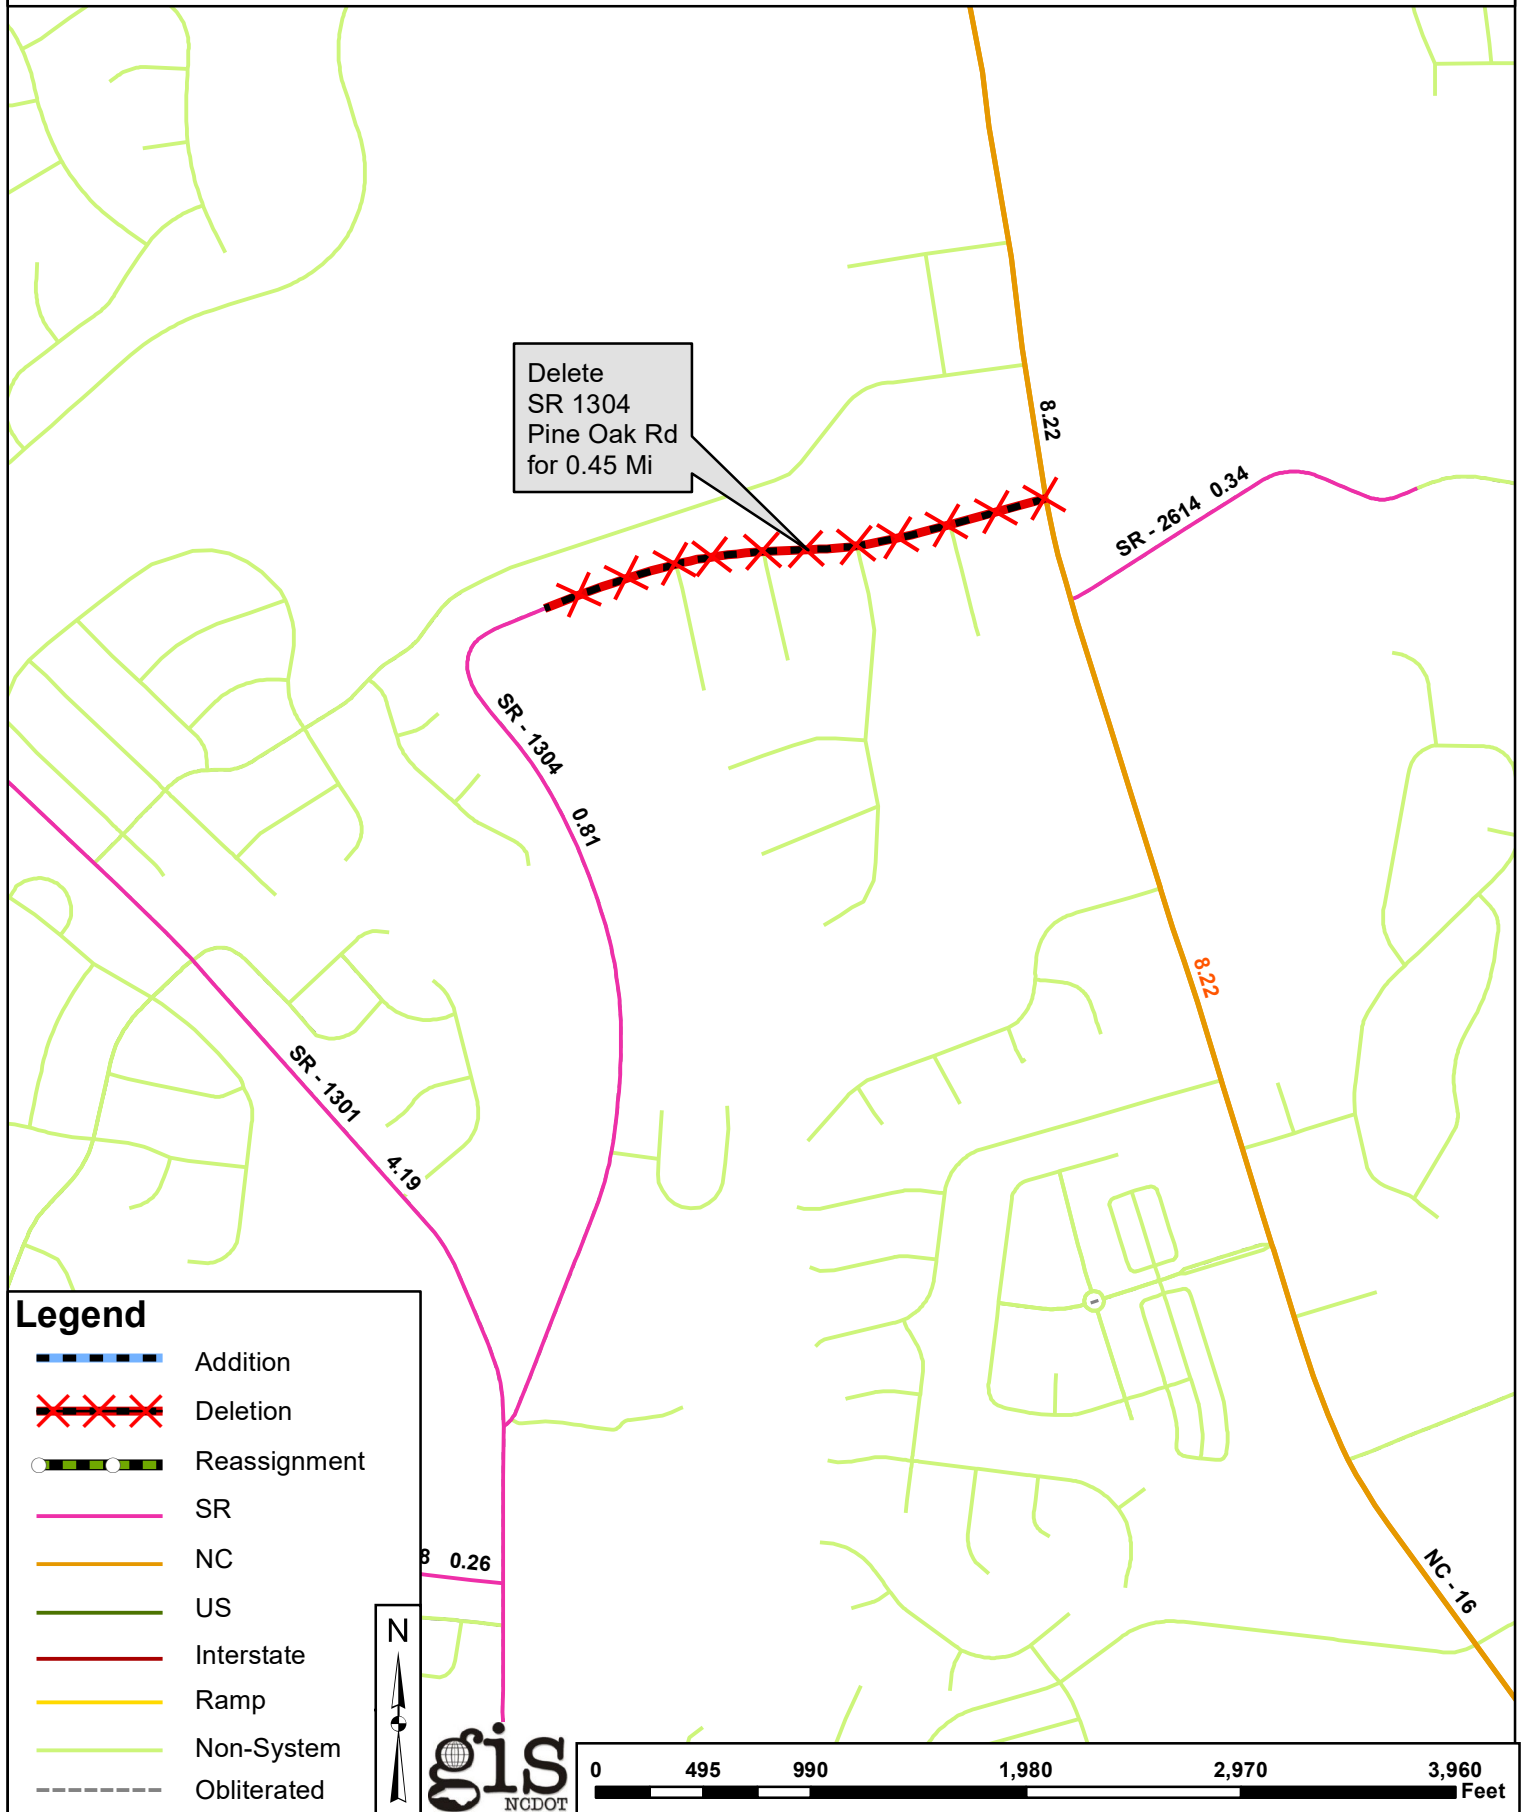 Delete
SR 1304
Pine Oak Rd
for 0.45 Mi
8.22
SR - 2614 0.34
SR - 1304 0.81
8.22
SR - 1301 4.19
8 0.26
NC - 16
Legend
Addition
Deletion
Reassignment
SR
NC
US
Interstate
Ramp
Non-System
Obliterated
N
gis
NCDOT
0 495 990 1,980 2,970 3,960
Feet